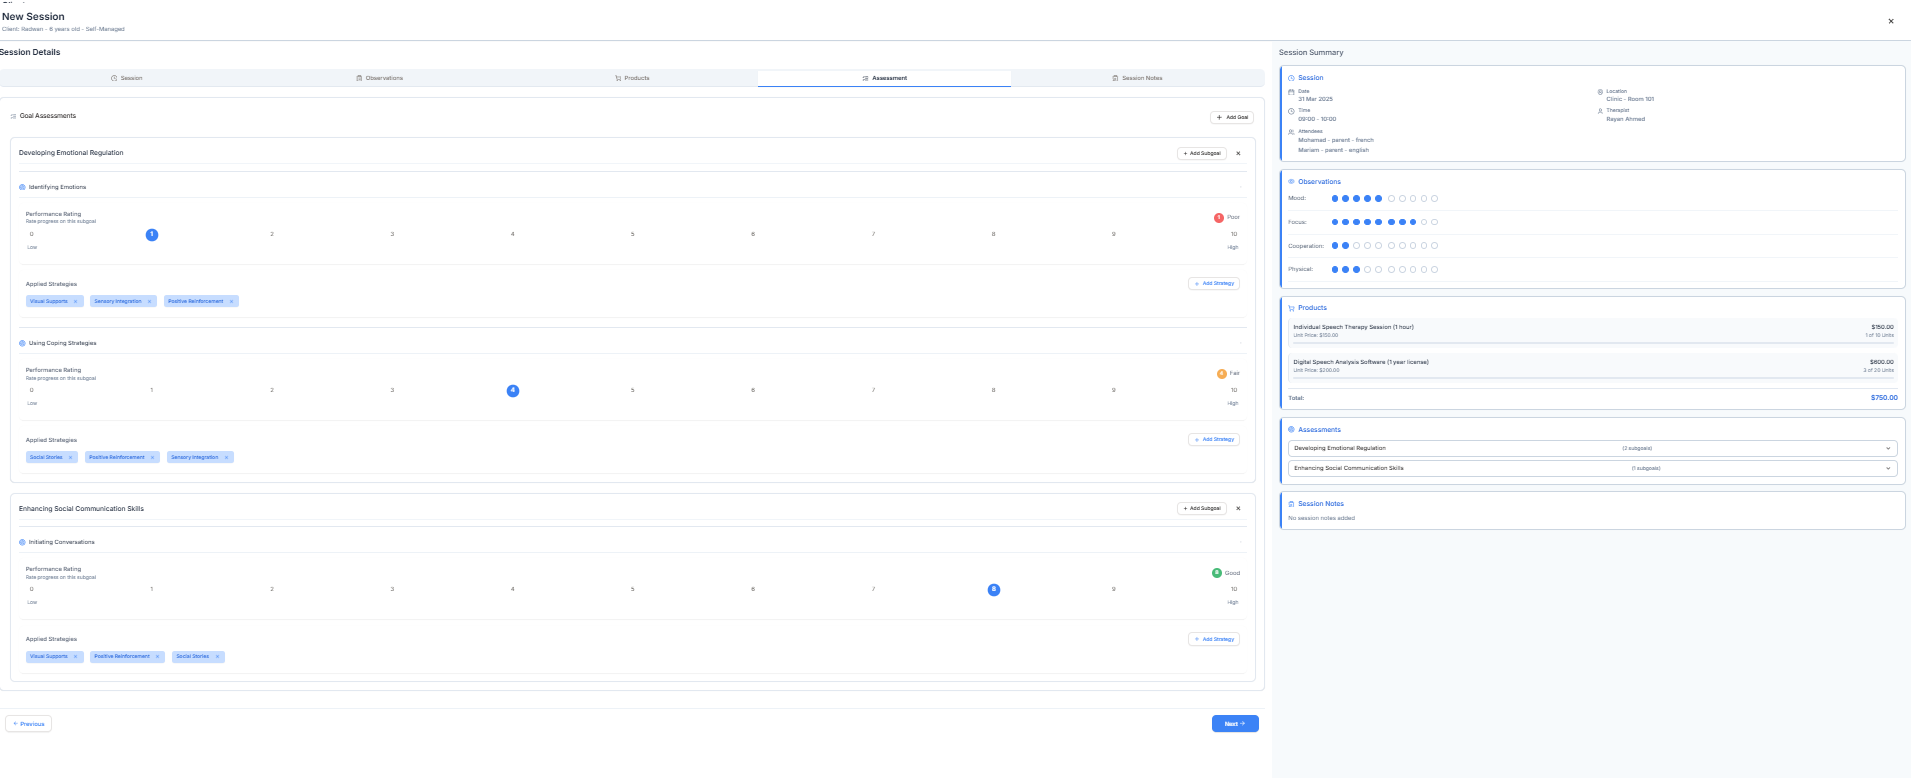 New Session
Client: Radwan - 8 years old - Self-Managed
Session Details
Session
Observations
Products
Assessment
Session Notes
Goal Assessments
+ Add Goal
Developing Emotional Regulation
+ Add Subgoal ×
Identifying Emotions
Performance Rating
Rate progress on this subgoal
1 Poor
0 1 2 3 4 5 6 7 8 9 10
Low High
Applied Strategies
+ Add Strategy
Visual Supports ×
Sensory Integration ×
Positive Reinforcement ×
Using Coping Strategies
Performance Rating
Rate progress on this subgoal
4 Fair
0 1 2 3 4 5 6 7 8 9 10
Low High
Applied Strategies
+ Add Strategy
Social Stories ×
Positive Reinforcement ×
Sensory Integration ×
Enhancing Social Communication Skills
+ Add Subgoal ×
Initiating Conversations
Performance Rating
Rate progress on this subgoal
8 Good
0 1 2 3 4 5 6 7 8 9 10
Low High
Applied Strategies
+ Add Strategy
Visual Supports ×
Positive Reinforcement ×
Social Stories ×
← Previous
Next →
×
Session Summary
Session
Date
31 Mar 2025
Location
Clinic - Room 101
Time
09:00 - 10:00
Therapist
Rayan Ahmed
Attendees
Mohamad - parent - french
Mariam - parent - english
Observations
Mood:
Focus:
Cooperation:
Physical:
Products
Individual Speech Therapy Session (1 hour) $150.00
Unit Price: $150.00 1 of 10 Units
Digital Speech Analysis Software (1 year license) $600.00
Unit Price: $200.00 3 of 20 Units
Total: $750.00
Assessments
Developing Emotional Regulation (2 subgoals)
Enhancing Social Communication Skills (1 subgoals)
Session Notes
No session notes added